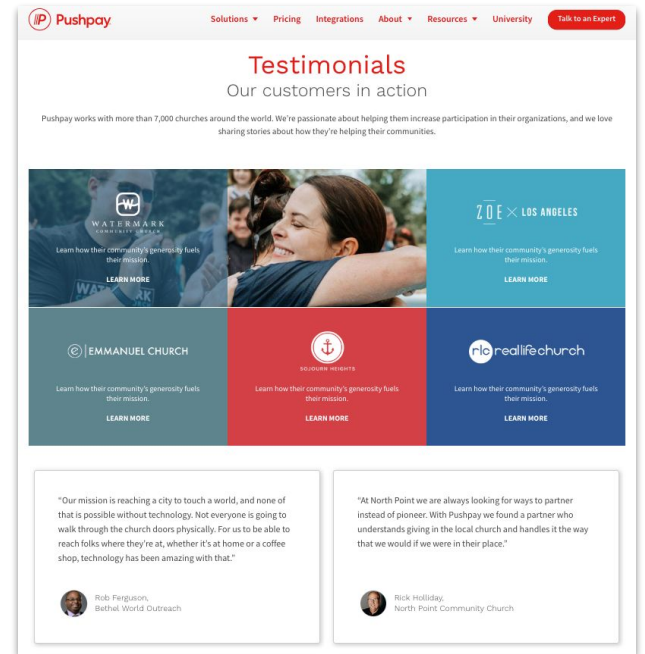 Pushpay
Solutions ▼ Pricing Integrations About ▼ Resources ▼ University Talk to an Expert
Testimonials
Our customers in action
Pushpay works with more than 7,000 churches around the world. We're passionate about helping them increase participation in their organizations, and we love
sharing stories about how they're helping their communities.
WATERMARK
COMMUNITY CHURCH
Learn how their community's generosity fuels
their mission.
LEARN MORE
ZOE × LOS ANGELES
Learn how their community's generosity fuels
their mission.
LEARN MORE
e | EMMANUEL CHURCH
Learn how their community's generosity fuels
their mission.
LEARN MORE
SOJOURN HEIGHTS
Learn how their community's generosity fuels
their mission.
LEARN MORE
rlc reallifechurch
Learn how their community's generosity fuels
their mission.
LEARN MORE
“Our mission is reaching a city to touch a world, and none of
that is possible without technology. Not everyone is going to
walk through the church doors physically. For us to be able to
reach folks where they're at, whether it's at home or a coffee
shop, technology has been amazing with that.”
Rob Ferguson,
Bethel World Outreach
“At North Point we are always looking for ways to partner
instead of pioneer. With Pushpay we found a partner who
understands giving in the local church and handles it the way
that we would if we were in their place.”
Rick Holliday,
North Point Community Church